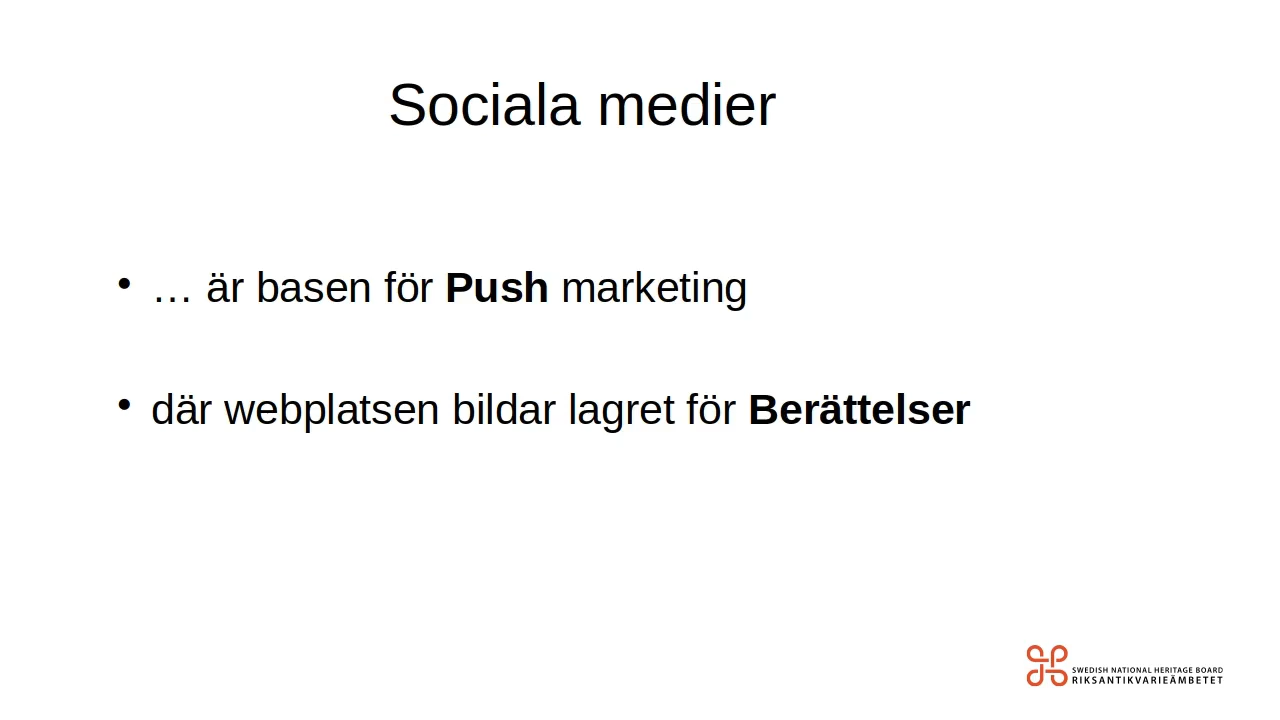 Sociala medier
• … är basen för Push marketing
• där webplatsen bildar lagret för Berättelser
SWEDISH NATIONAL HERITAGE BOARD
RIKSANTIKVARIEÄMBETET